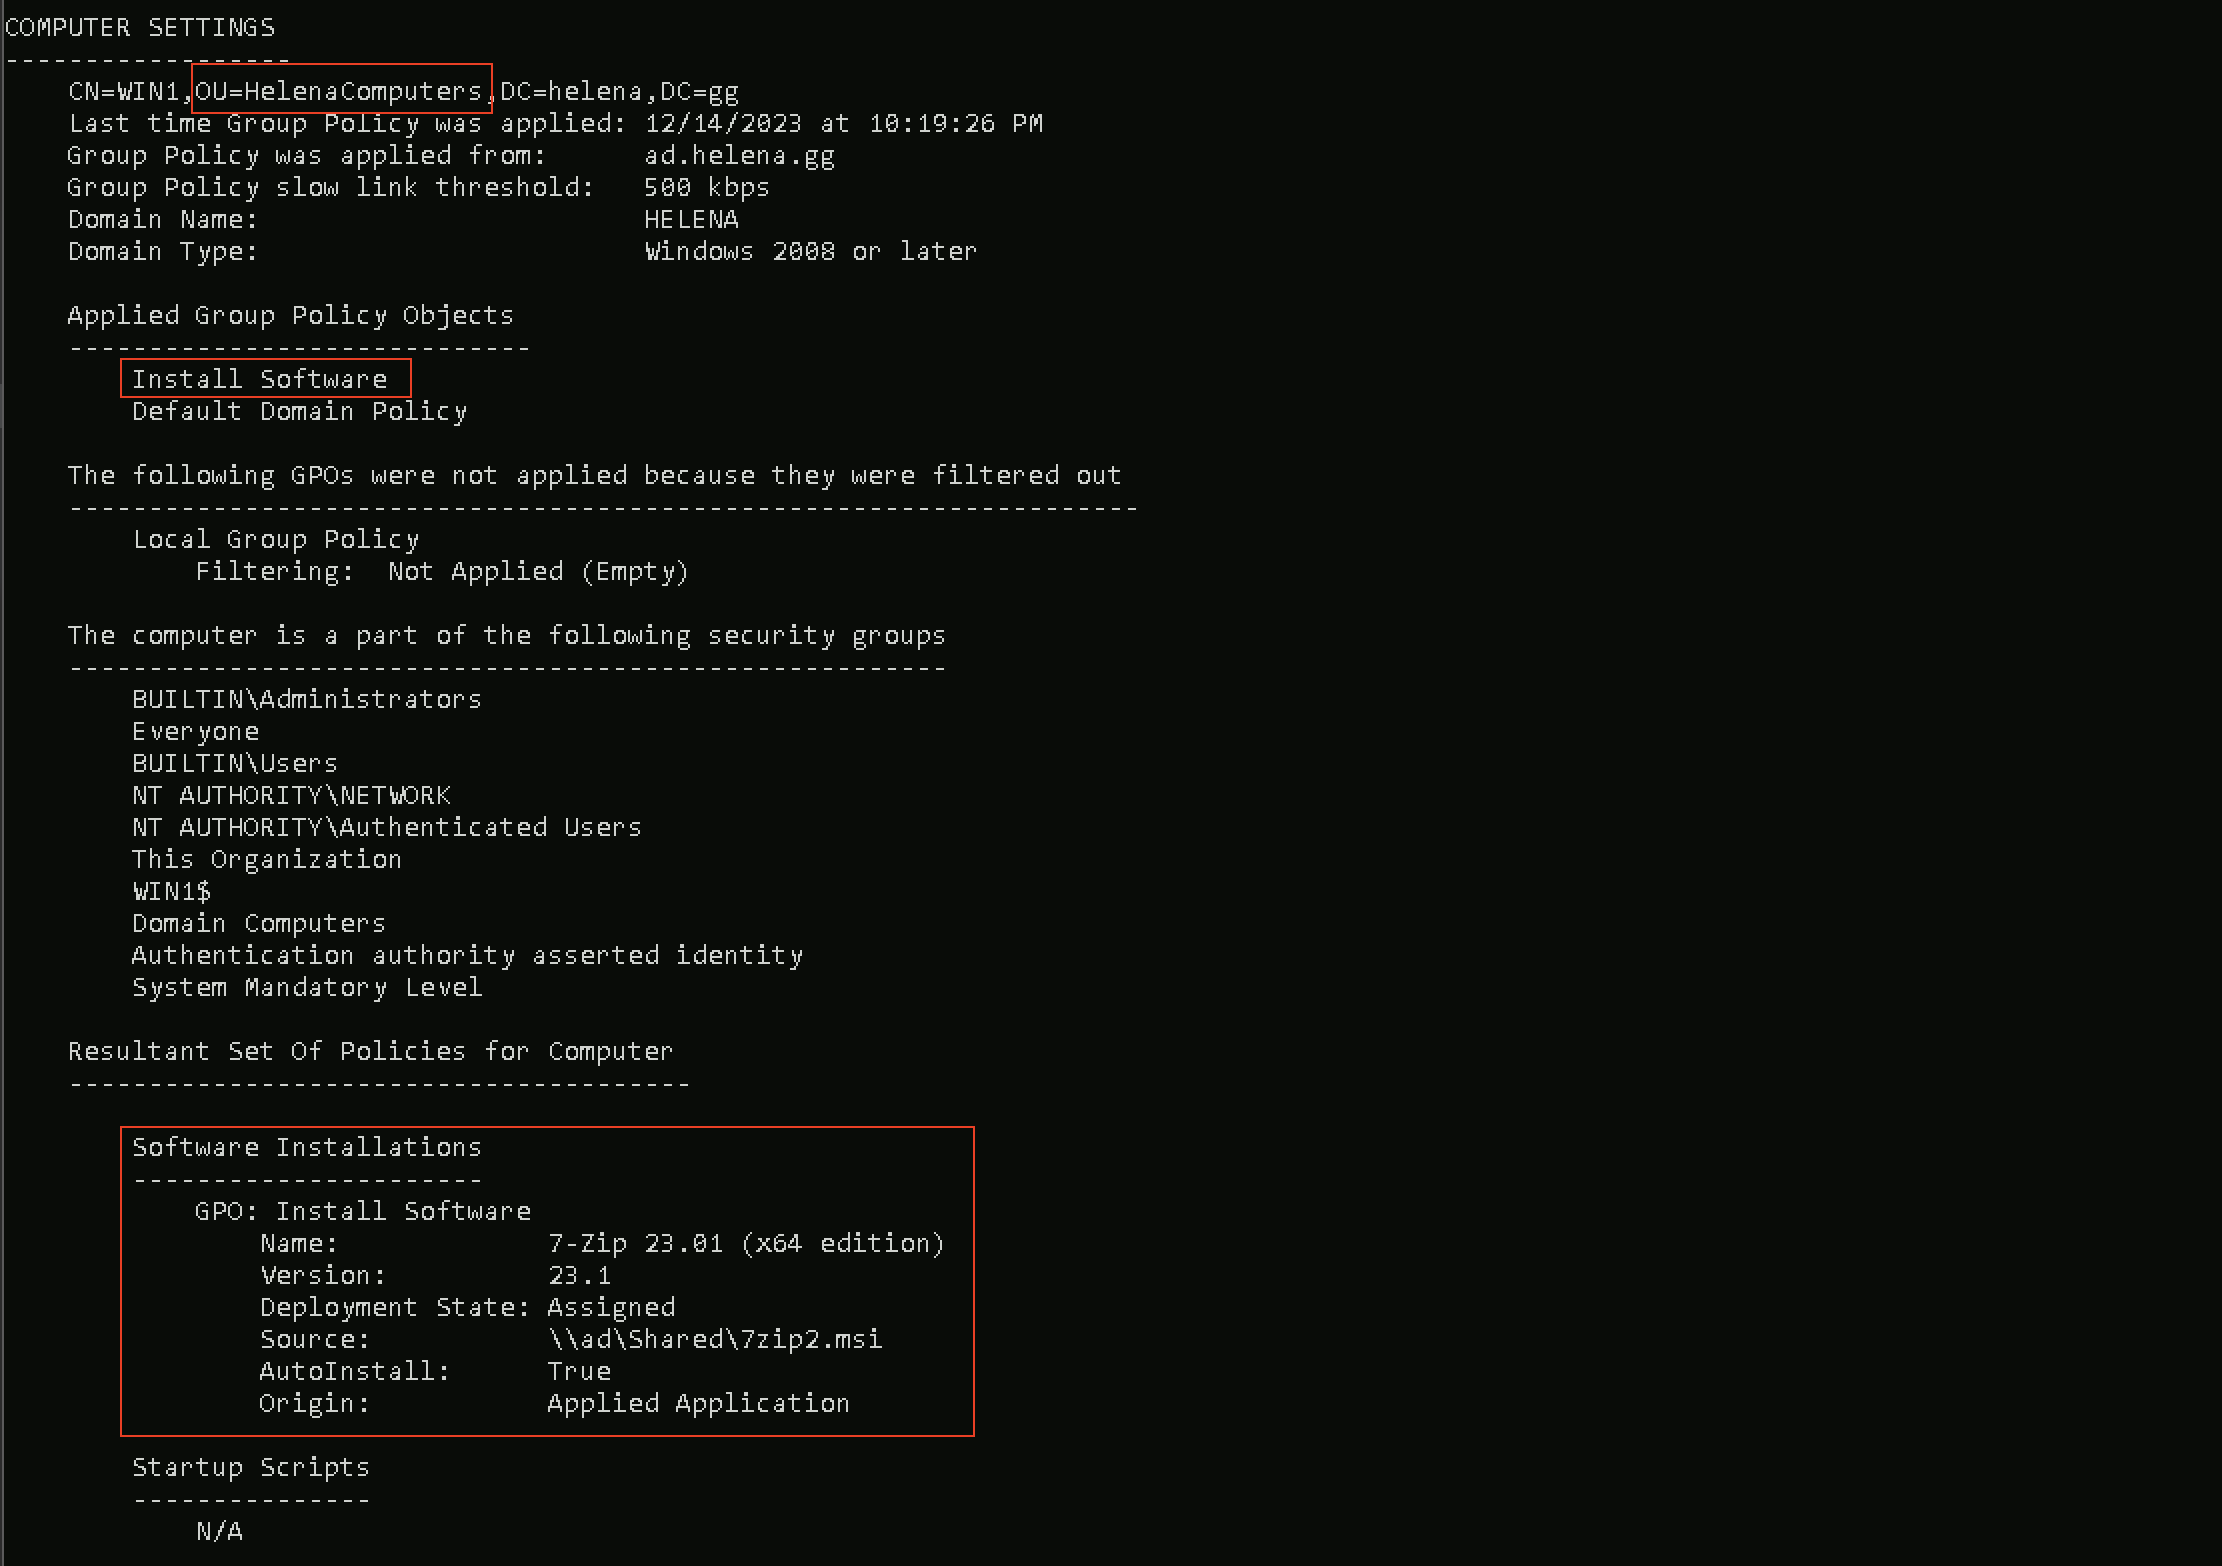 COMPUTER SETTINGS
------------------
CN=WIN1,OU=HelenaComputers,DC=helena,DC=gg
Last time Group Policy was applied: 12/14/2023 at 10:19:26 PM
Group Policy was applied from:      ad.helena.gg
Group Policy slow link threshold:   500 kbps
Domain Name:                        HELENA
Domain Type:                        Windows 2008 or later
Applied Group Policy Objects
-----------------------------
Install Software
Default Domain Policy
The following GPOs were not applied because they were filtered out
-------------------------------------------------------------------
Local Group Policy
Filtering:  Not Applied (Empty)
The computer is a part of the following security groups
-------------------------------------------------------
BUILTIN\Administrators
Everyone
BUILTIN\Users
NT AUTHORITY\NETWORK
NT AUTHORITY\Authenticated Users
This Organization
WIN1$
Domain Computers
Authentication authority asserted identity
System Mandatory Level
Resultant Set Of Policies for Computer
---------------------------------------
Software Installations
----------------------
GPO: Install Software
Name:             7-Zip 23.01 (x64 edition)
Version:          23.1
Deployment State: Assigned
Source:           \\ad\Shared\7zip2.msi
AutoInstall:      True
Origin:           Applied Application
Startup Scripts
---------------
N/A